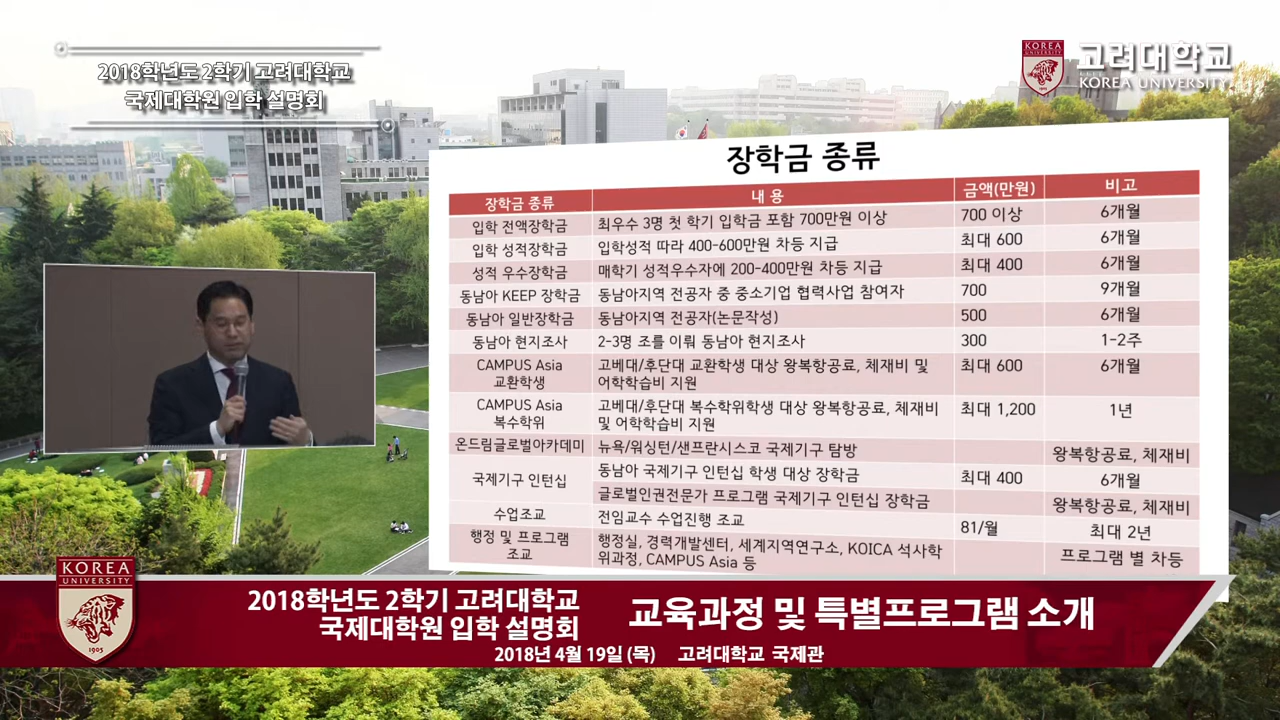 2018학년도 2학기 고려대학교
국제대학원 입학 설명회
KOREA
UNIVERSITY
1905
고려대학교
KOREA UNIVERSITY
장학금 종류
장학금 종류 내 용 금액(만원) 비고
입학 전액장학금 최우수 3명 첫 학기 입학금 포함 700만원 이상 700 이상 6개월
입학 성적장학금 입학성적 따라 400-600만원 차등 지급 최대 600 6개월
성적 우수장학금 매학기 성적우수자에 200-400만원 차등 지급 최대 400 6개월
동남아 KEEP 장학금 동남아지역 전공자 중 중소기업 협력사업 참여자 700 9개월
동남아 일반장학금 동남아지역 전공자(논문작성) 500 6개월
동남아 현지조사 2-3명 조를 이뤄 동남아 현지조사 300 1-2주
CAMPUS Asia
교환학생
고베대/후단대 교환학생 대상 왕복항공료, 체재비 및
어학학습비 지원
최대 600 6개월
CAMPUS Asia
복수학위
고베대/후단대 복수학위학생 대상 왕복항공료, 체재비
및 어학학습비 지원
최대 1,200 1년
온드림글로벌아카데미 뉴욕/워싱턴/샌프란시스코 국제기구 탐방 왕복항공료, 체재비
국제기구 인턴십
동남아 국제기구 인턴십 학생 대상 장학금 최대 400 6개월
글로벌인권전문가 프로그램 국제기구 인턴십 장학금 왕복항공료, 체재비
수업조교 전임교수 수업진행 조교 81/월 최대 2년
행정 및 프로그램
조교
행정실, 경력개발센터, 세계지역연구소, KOICA 석사학
위과정, CAMPUS Asia 등
프로그램 별 차등
KOREA
UNIVERSITY
1905
2018학년도 2학기 고려대학교
국제대학원 입학 설명회
교육과정 및 특별프로그램 소개
2018년 4월 19일 (목) 고려대학교 국제관